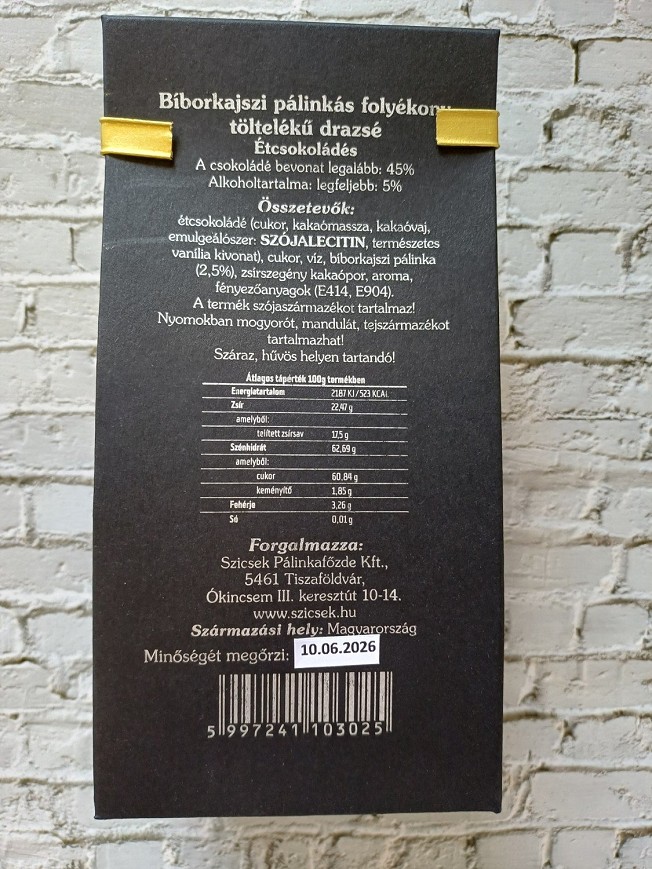 Bíborkajszi pálinkás folyékony
töltelékű drazsé
Étcsokoládés
A csokoládé bevonat legalább: 45%
Alkoholtartalma: legfeljebb: 5%
Összetevők:
étcsokoládé (cukor, kakaómassza, kakaóvaj,
emulgeálószer: SZÓJALECITIN, természetes
vanília kivonat), cukor, víz, bíborkajszi pálinka
(2,5%), zsírszegény kakaópor, aroma,
fényezőanyagok (E414, E904).
A termék szójaszármazékot tartalmaz!
Nyomokban mogyorót, mandulát, tejszármazékot
tartalmazhat!
Száraz, hűvös helyen tartandó!
Átlagos tápérték 100g termékben
Energiatartalom 2187 KJ/523 KCAL
Zsír 22,47 g
amelyből:
telített zsírsav 17,5 g
Szénhidrát 62,69 g
amelyből:
cukor 60,84 g
keményítő 1,85 g
Fehérje 3,26 g
Só 0,01 g
Forgalmazza:
Szicsek Pálinkafőzde Kft.,
5461 Tiszaföldvár,
Ókincsem III. keresztút 10-14.
www.szicsek.hu
Származási hely: Magyarország
Minőségét megőrzi: 10.06.2026
5 997241 103025